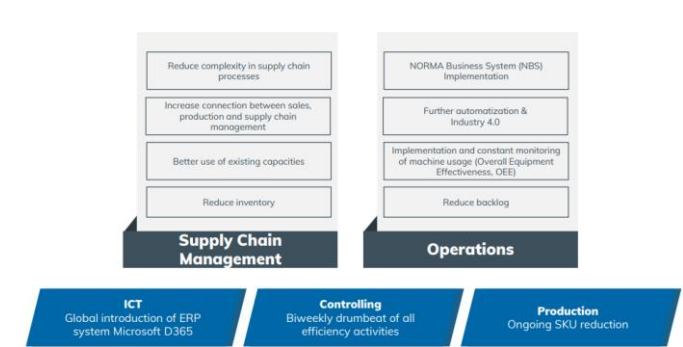 Reduce complexity in supply chain
processes
Increase connection between sales,
production and supply chain
management
Better use of existing capacities
Reduce inventory
Supply Chain
Management
NORMA Business System (NBS)
Implementation
Further automatization &
Industry 4.0
Implementation and constant monitoring
of machine usage (Overall Equipment
Effectiveness, OEE)
Reduce backlog
Operations
ICT
Global introduction of ERP
system Microsoft D365
Controlling
Biweekly drumbeat of all
efficiency activities
Production
Ongoing SKU reduction